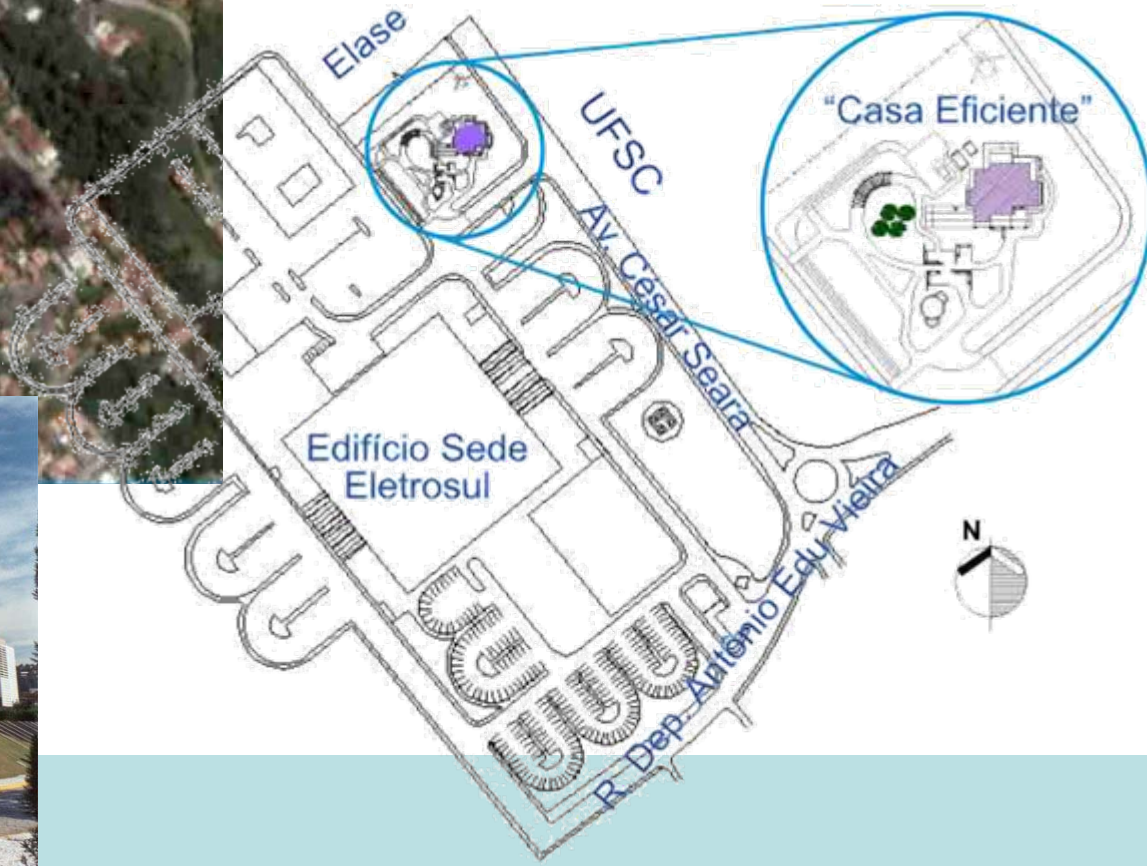 Elase
UFSC
"Casa Eficiente"
Av. César Seara
Edifício Sede
Eletrosul
N
R. Dep. Antônio Edu Vieira